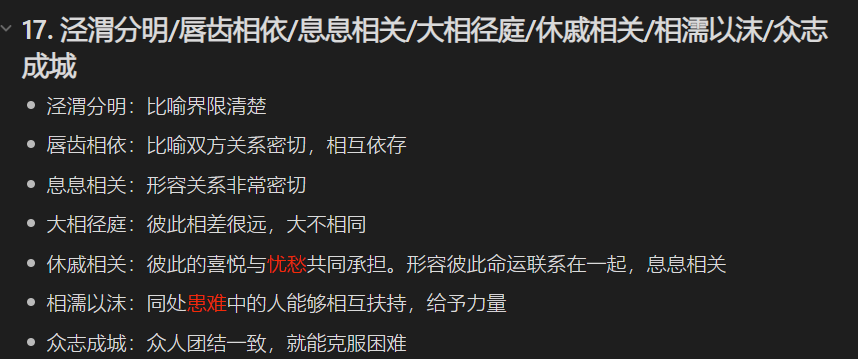 17. 泾渭分明/唇齿相依/息息相关/大相径庭/休戚相关/相濡以沫/众志
成城
泾渭分明：比喻界限清楚
唇齿相依：比喻双方关系密切，相互依存
息息相关：形容关系非常密切
大相径庭：彼此相差很远，大不相同
休戚相关：彼此的喜悦与忧愁共同承担。形容彼此命运联系在一起，息息相关
相濡以沫：同处患难中的人能够相互扶持，给予力量
众志成城：众人团结一致，就能克服困难